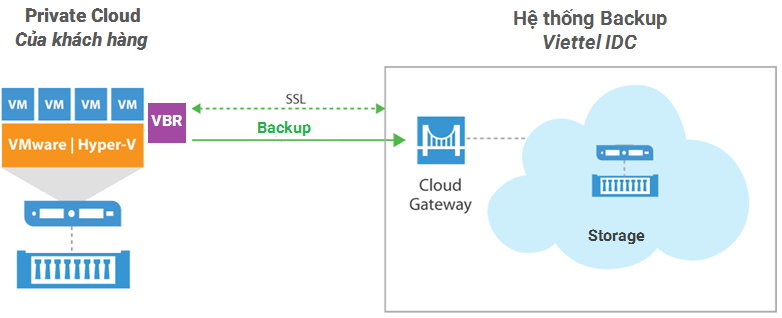 Private Cloud
Của khách hàng
Hệ thống Backup
Viettel IDC
VM VM VM VM
VBR
VMware | Hyper-V
SSL
Backup
Cloud
Gateway
Storage